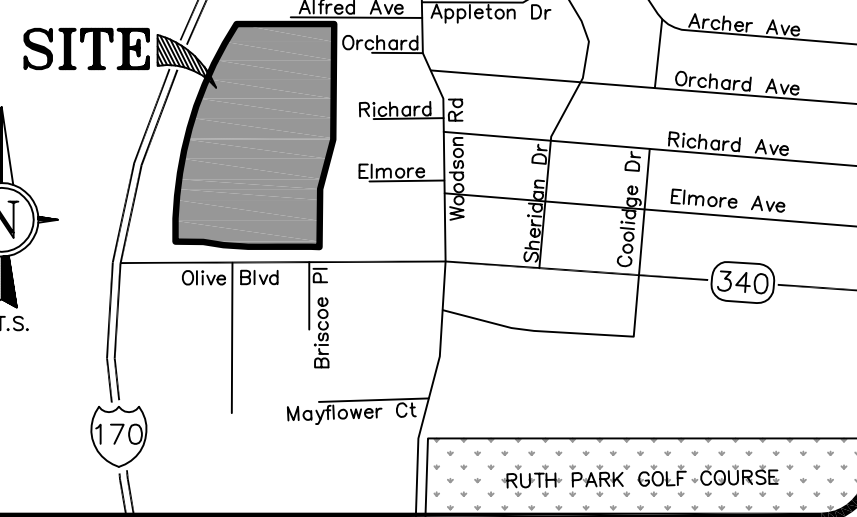 Alfred Ave
Appleton Dr
Archer Ave
SITE
Orchard
Orchard Ave
Richard
Woodson Rd
Richard Ave
Elmore
Sheridan Dr
Coolidge Dr
Elmore Ave
N
T.S.
Olive Blvd
Briscoe Pl
340
Mayflower Ct
170
RUTH PARK GOLF COURSE